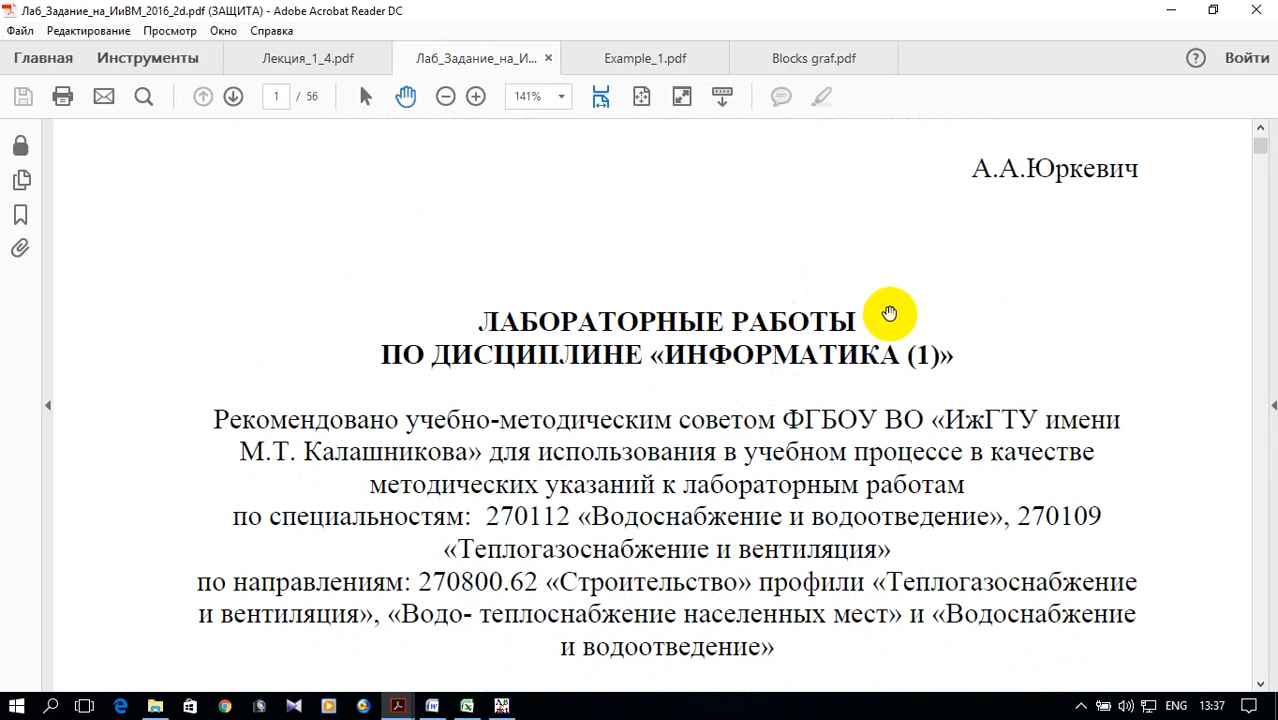 Лаб_Задание_на_ИиВМ_2016_2d.pdf (ЗАЩИТА) - Adobe Acrobat Reader DC
Файл Редактирование Просмотр Окно Справка
Главная Инструменты Лекция_1_4.pdf Лаб_Задание_на_И... Example_1.pdf Blocks graf.pdf Войти
1 / 56 141%
А.А.Юркевич
ЛАБОРАТОРНЫЕ РАБОТЫ
ПО ДИСЦИПЛИНЕ «ИНФОРМАТИКА (1)»
Рекомендовано учебно-методическим советом ФГБОУ ВО «ИжГТУ имени
М.Т. Калашникова» для использования в учебном процессе в качестве
методических указаний к лабораторным работам
по специальностям: 270112 «Водоснабжение и водоотведение», 270109
«Теплогазоснабжение и вентиляция»
по направлениям: 270800.62 «Строительство» профили «Теплогазоснабжение
и вентиляция», «Водо- теплоснабжение населенных мест» и «Водоснабжение
и водоотведение»
ENG 13:37